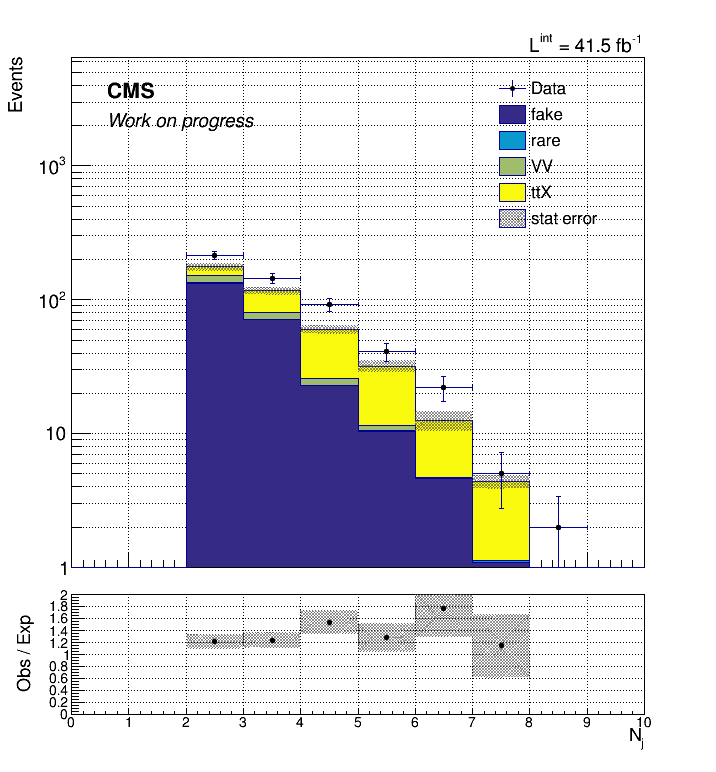 L^int = 41.5 fb^-1
Events
CMS
Work on progress
Data
fake
rare
VV
ttX
stat error
10^3
10^2
10
1
Obs / Exp
2
1.8
1.6
1.4
1.2
1
0.8
0.6
0.4
0.2
0
0 1 2 3 4 5 6 7 8 9 10
N_j